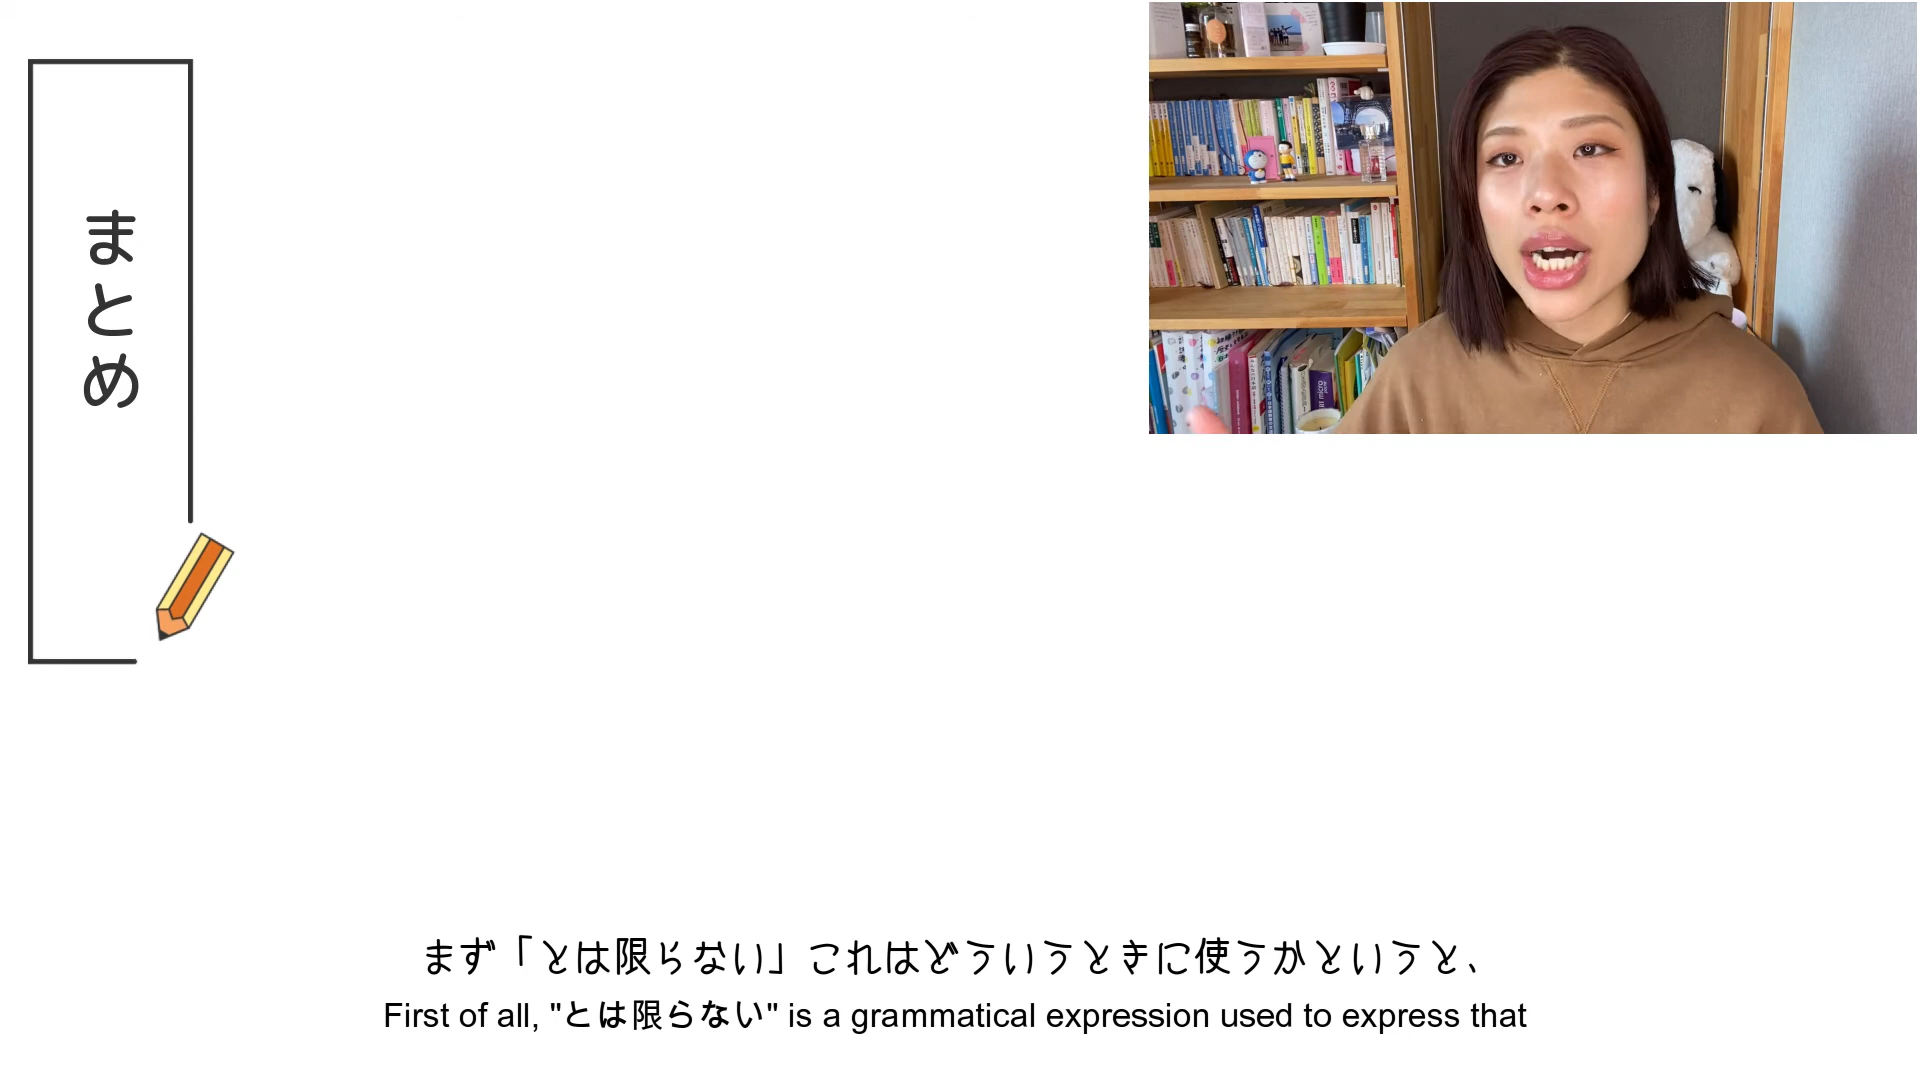 まとめ
まず「とは限らない」これはどういうときに使うかというと、
First of all, "とは限らない" is a grammatical expression used to express that